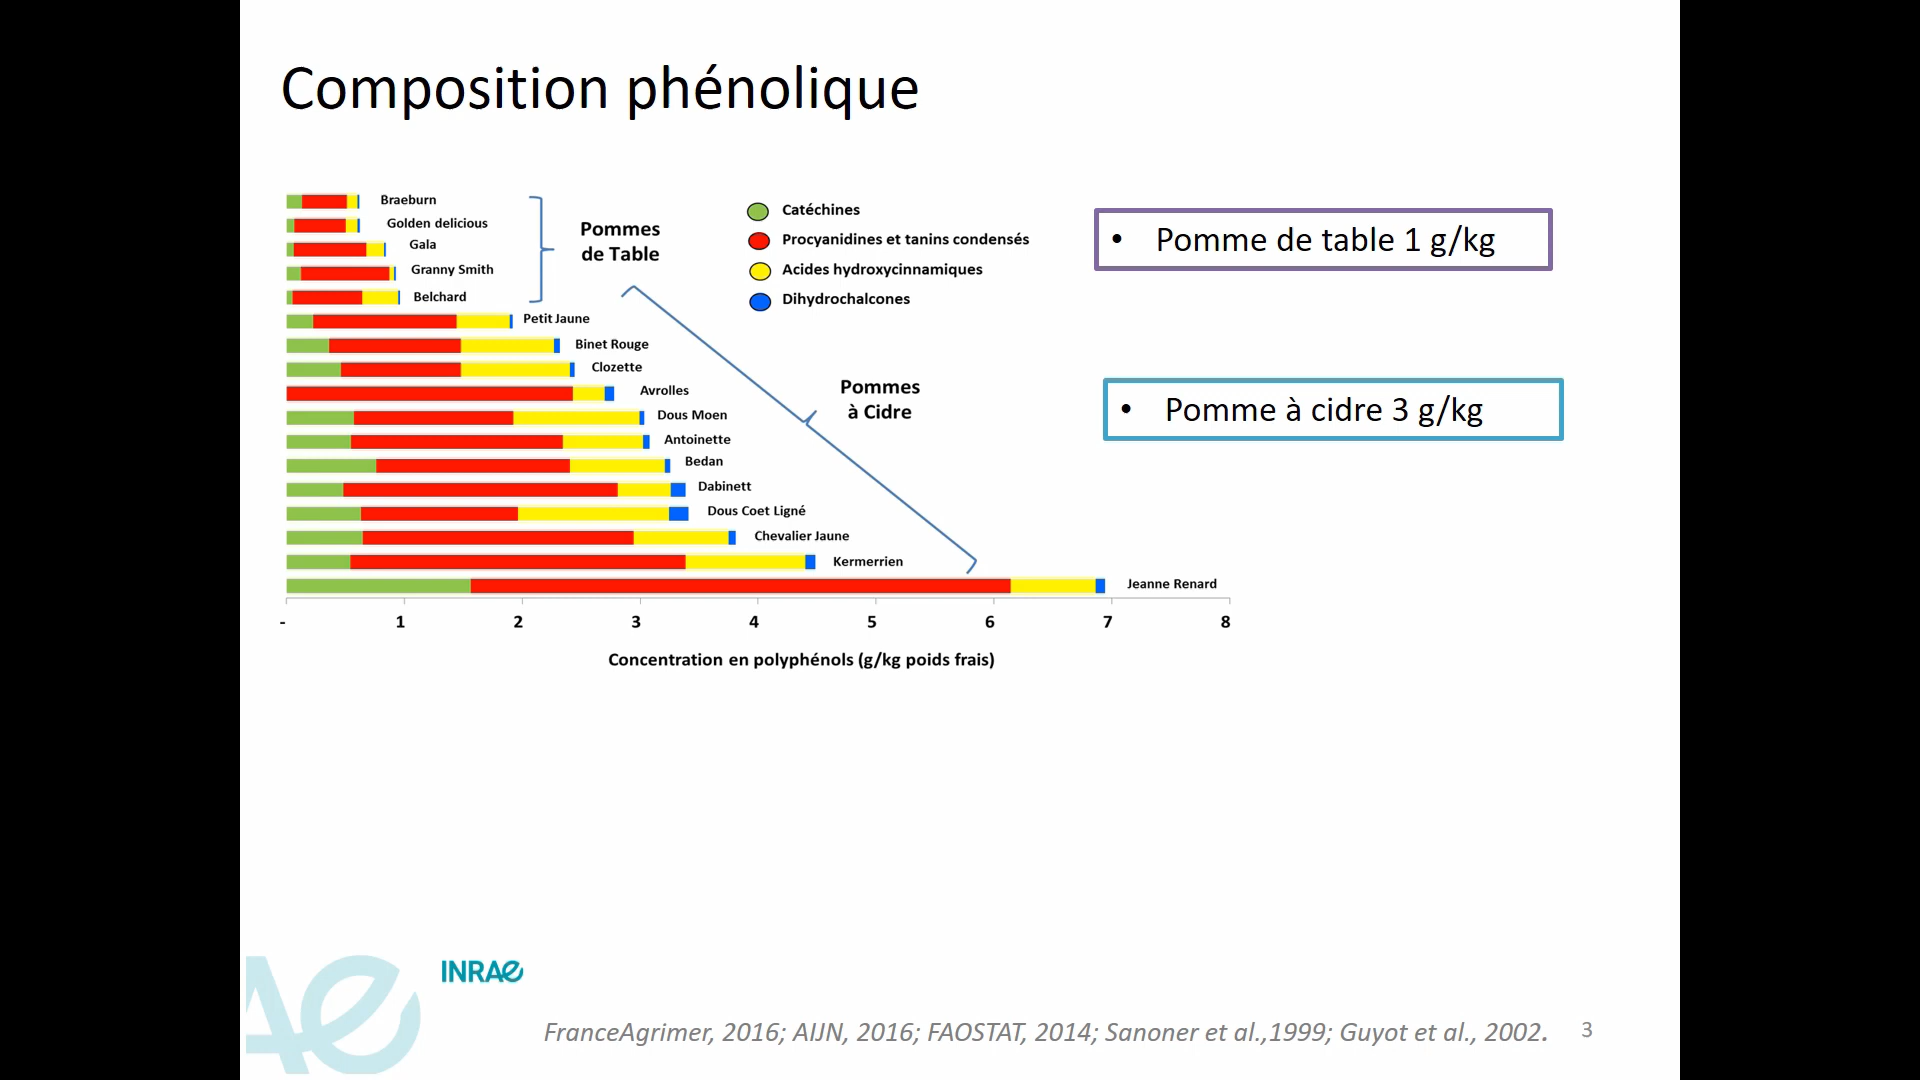 Composition phénolique
Braeburn
Golden delicious
Gala
Granny Smith
Belchard
Petit Jaune
Binet Rouge
Clozette
Avrolles
Dous Moen
Antoinette
Bedan
Dabinett
Dous Coet Ligné
Chevalier Jaune
Kermerrien
Jeanne Renard
Pommes
de Table
Pommes
à Cidre
Catéchines
Procyanidines et tanins condensés
Acides hydroxycinnamiques
Dihydrochalcones
• Pomme de table 1 g/kg
• Pomme à cidre 3 g/kg
- 1 2 3 4 5 6 7 8
Concentration en polyphénols (g/kg poids frais)
INRAE
FranceAgrimer, 2016; AIJN, 2016; FAOSTAT, 2014; Sanoner et al.,1999; Guyot et al., 2002.
3